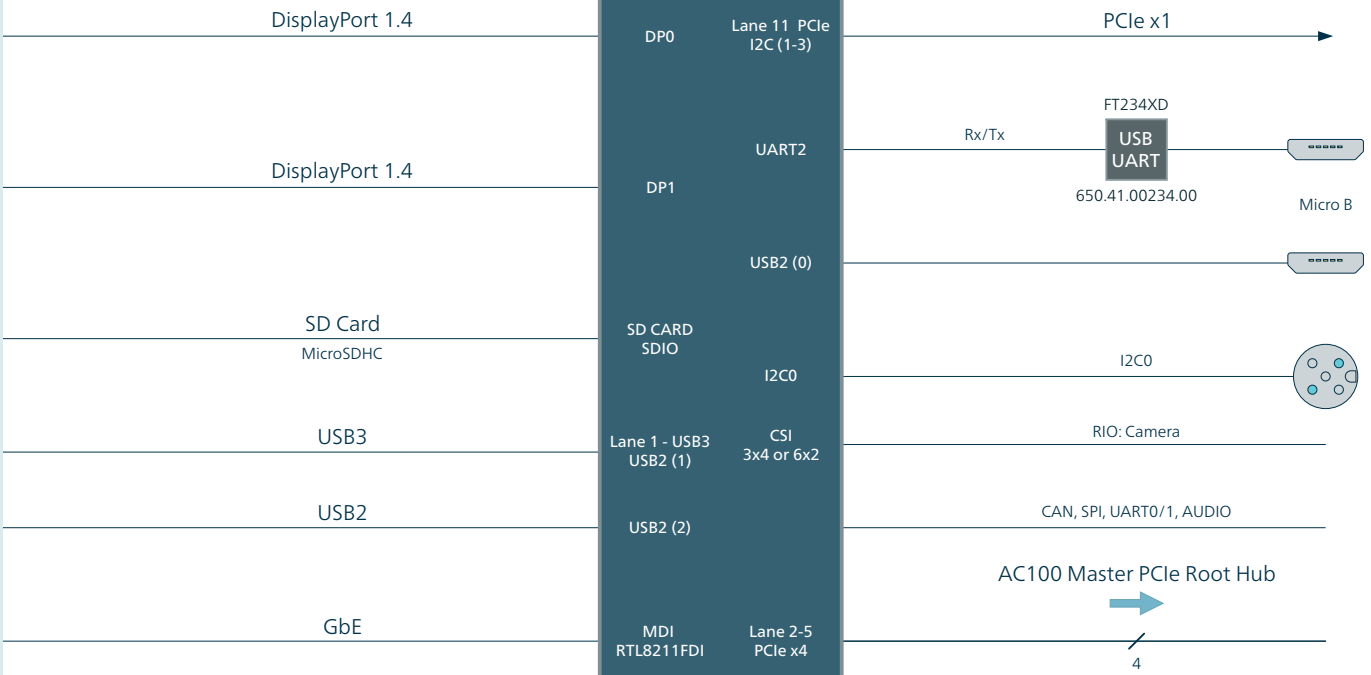 DisplayPort 1.4
DP0
Lane 11 PCIe
I2C (1-3)
PCIe x1
FT234XD
Rx/Tx
USB
UART
UART2
650.41.00234.00
Micro B
DisplayPort 1.4
DP1
USB2 (0)
SD Card
MicroSDHC
SD CARD
SDIO
I2C0
I2C0
USB3
Lane 1 - USB3
USB2 (1)
CSI
3x4 or 6x2
RIO: Camera
USB2
USB2 (2)
CAN, SPI, UART0/1, AUDIO
AC100 Master PCIe Root Hub
GbE
MDI
RTL8211FDI
Lane 2-5
PCIe x4
4